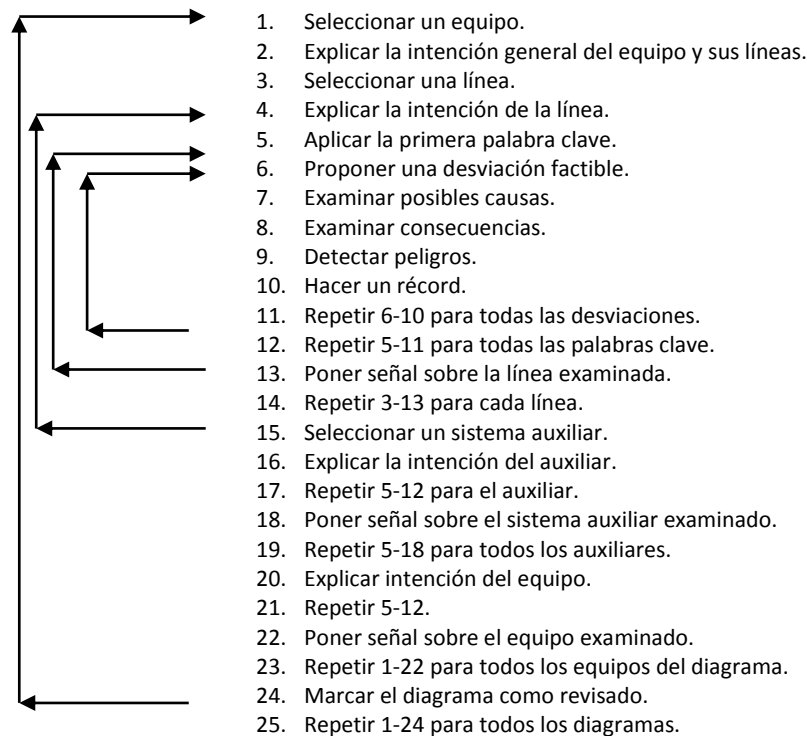 1. Seleccionar un equipo.
2. Explicar la intención general del equipo y sus líneas.
3. Seleccionar una línea.
4. Explicar la intención de la línea.
5. Aplicar la primera palabra clave.
6. Proponer una desviación factible.
7. Examinar posibles causas.
8. Examinar consecuencias.
9. Detectar peligros.
10. Hacer un récord.
11. Repetir 6-10 para todas las desviaciones.
12. Repetir 5-11 para todas las palabras clave.
13. Poner señal sobre la línea examinada.
14. Repetir 3-13 para cada línea.
15. Seleccionar un sistema auxiliar.
16. Explicar la intención del auxiliar.
17. Repetir 5-12 para el auxiliar.
18. Poner señal sobre el sistema auxiliar examinado.
19. Repetir 5-18 para todos los auxiliares.
20. Explicar intención del equipo.
21. Repetir 5-12.
22. Poner señal sobre el equipo examinado.
23. Repetir 1-22 para todos los equipos del diagrama.
24. Marcar el diagrama como revisado.
25. Repetir 1-24 para todos los diagramas.